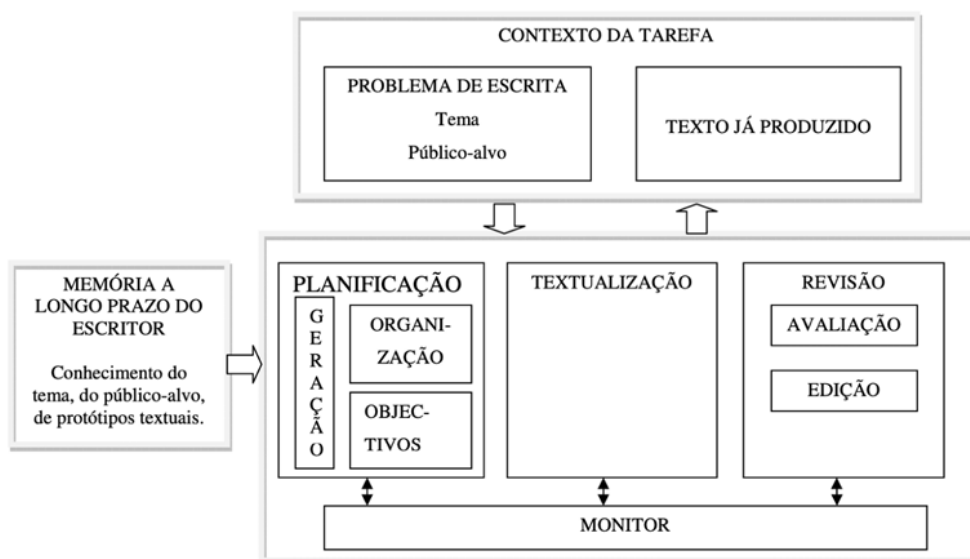 CONTEXTO DA TAREFA
PROBLEMA DE ESCRITA
Tema
Público-alvo
TEXTO JÁ PRODUZIDO
MEMÓRIA A
LONGO PRAZO DO
ESCRITOR
Conhecimento do
tema, do público-alvo,
de protótipos textuais.
PLANIFICAÇÃO
GERAÇÃO
ORGANI-
ZAÇÃO
OBJEC-
TIVOS
TEXTUALIZAÇÃO
REVISÃO
AVALIAÇÃO
EDIÇÃO
MONITOR